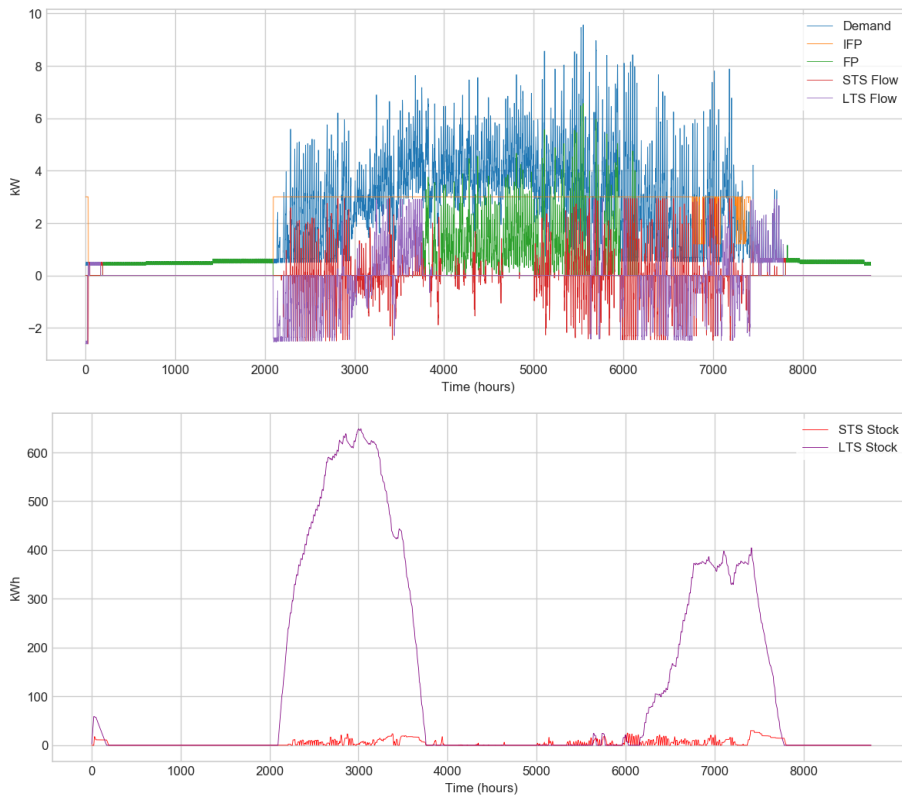 10
8
6
4
2
0
−2
kW
Demand
IFP
FP
STS Flow
LTS Flow
0 1000 2000 3000 4000 5000 6000 7000 8000
Time (hours)
600
500
400
300
200
100
0
kWh
STS Stock
LTS Stock
0 1000 2000 3000 4000 5000 6000 7000 8000
Time (hours)